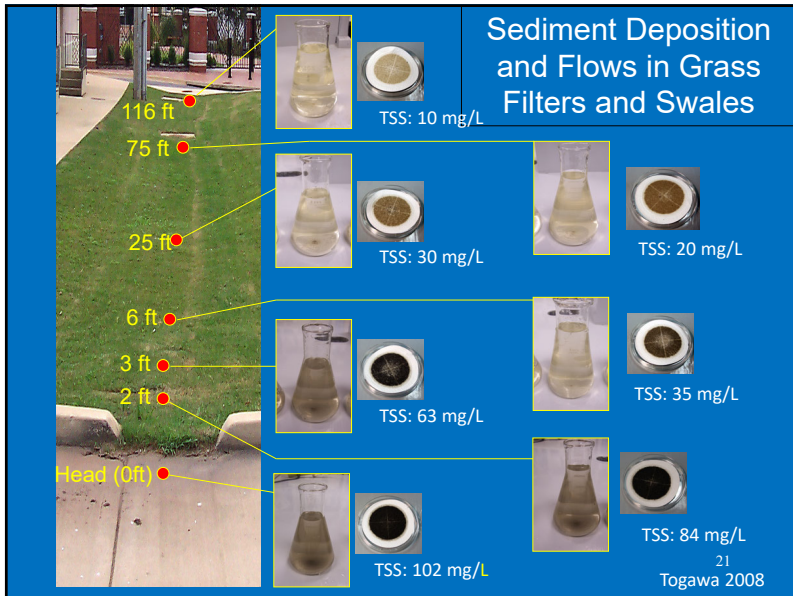 Sediment Deposition
and Flows in Grass
Filters and Swales
116 ft
TSS: 10 mg/L
75 ft
TSS: 20 mg/L
25 ft
TSS: 30 mg/L
6 ft
TSS: 35 mg/L
3 ft
TSS: 63 mg/L
2 ft
TSS: 84 mg/L
Head (0ft)
TSS: 102 mg/L
21
Togawa 2008